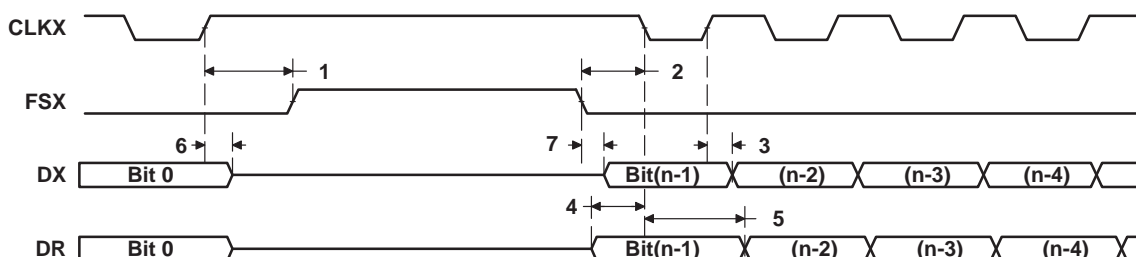 CLKX
1 2
FSX
6 7 3
DX Bit 0 Bit(n-1) (n-2) (n-3) (n-4)
4 5
DR Bit 0 Bit(n-1) (n-2) (n-3) (n-4)